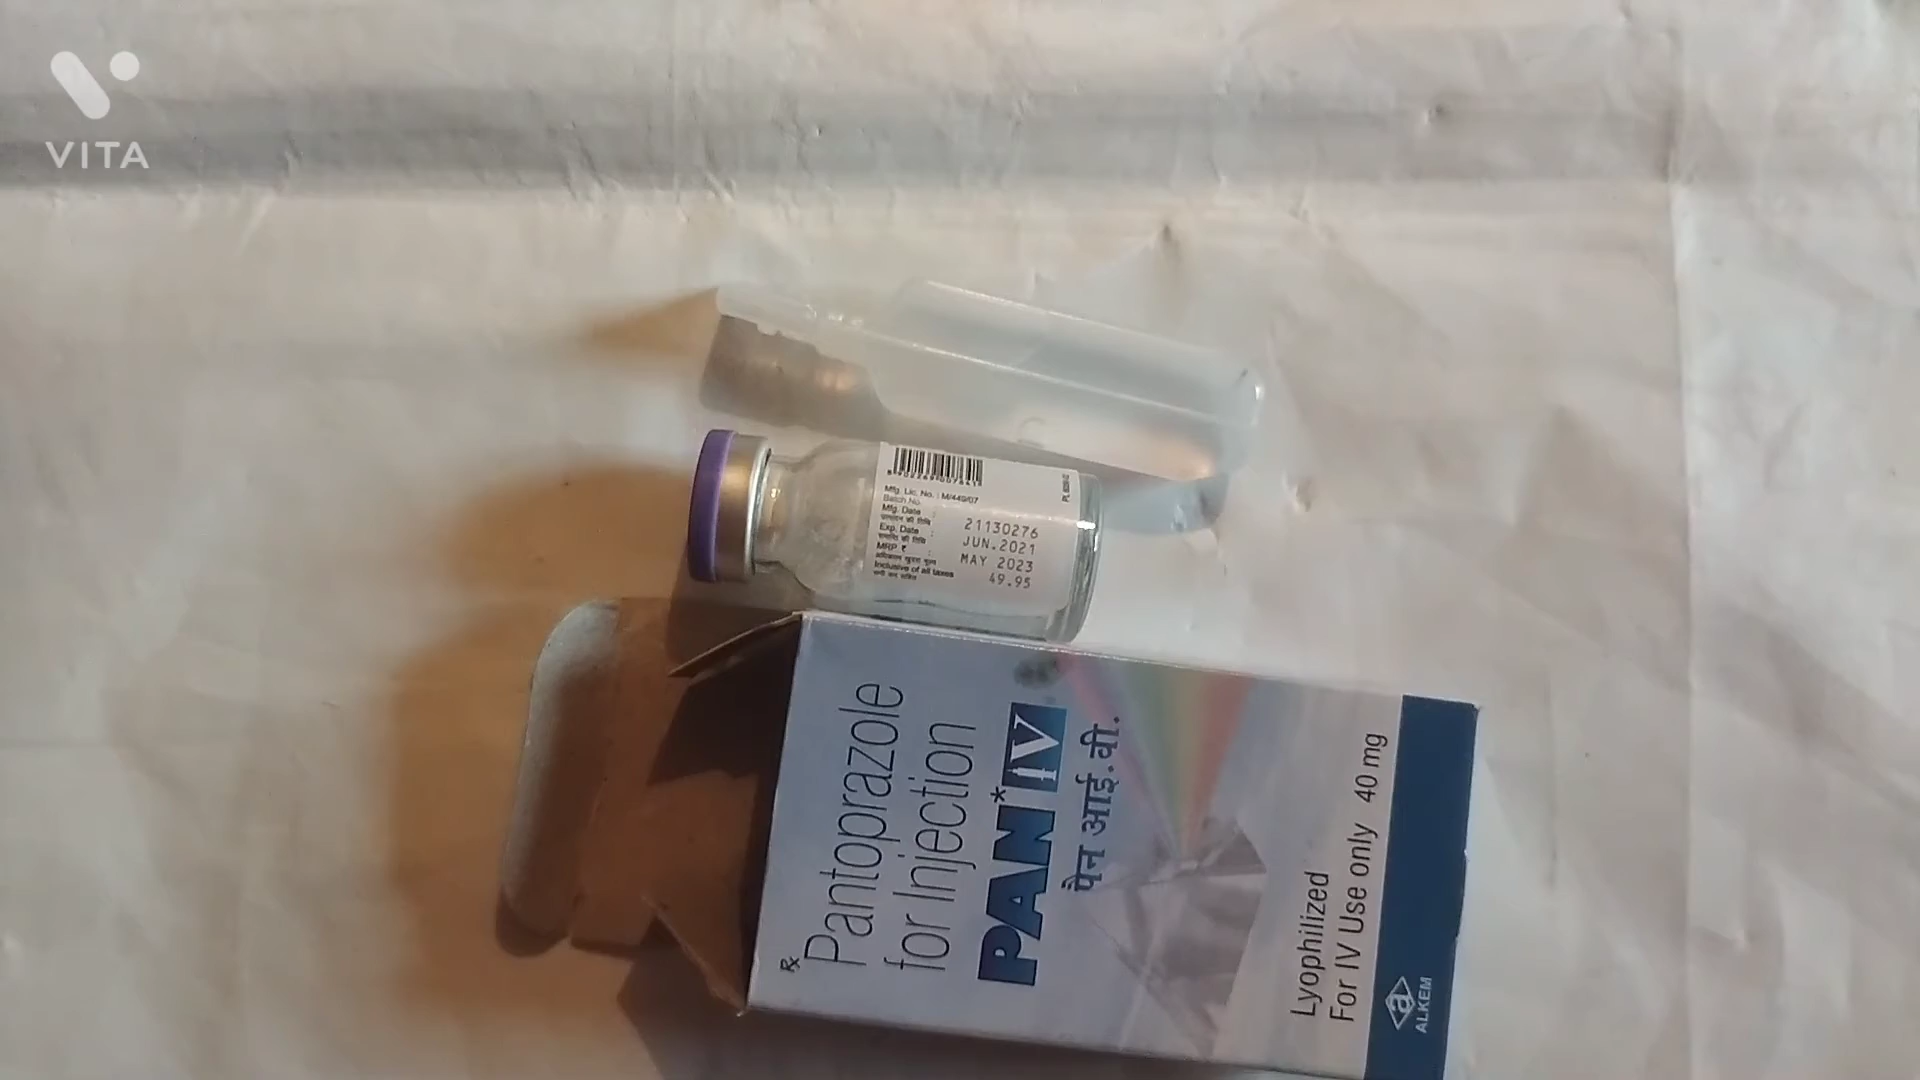 VITA
Mfg. Lic. No. : M/449/07
Batch No.
Mfg. Date :
Exp. Date :
MRP ₹ :
Inclusive of all taxes
21130276
JUN.2021
MAY 2023
49.95
Rx
Pantoprazole
for Injection
PAN* IV
पैन आई.वी.
Lyophilized
For IV Use only 40 mg
ALKEM